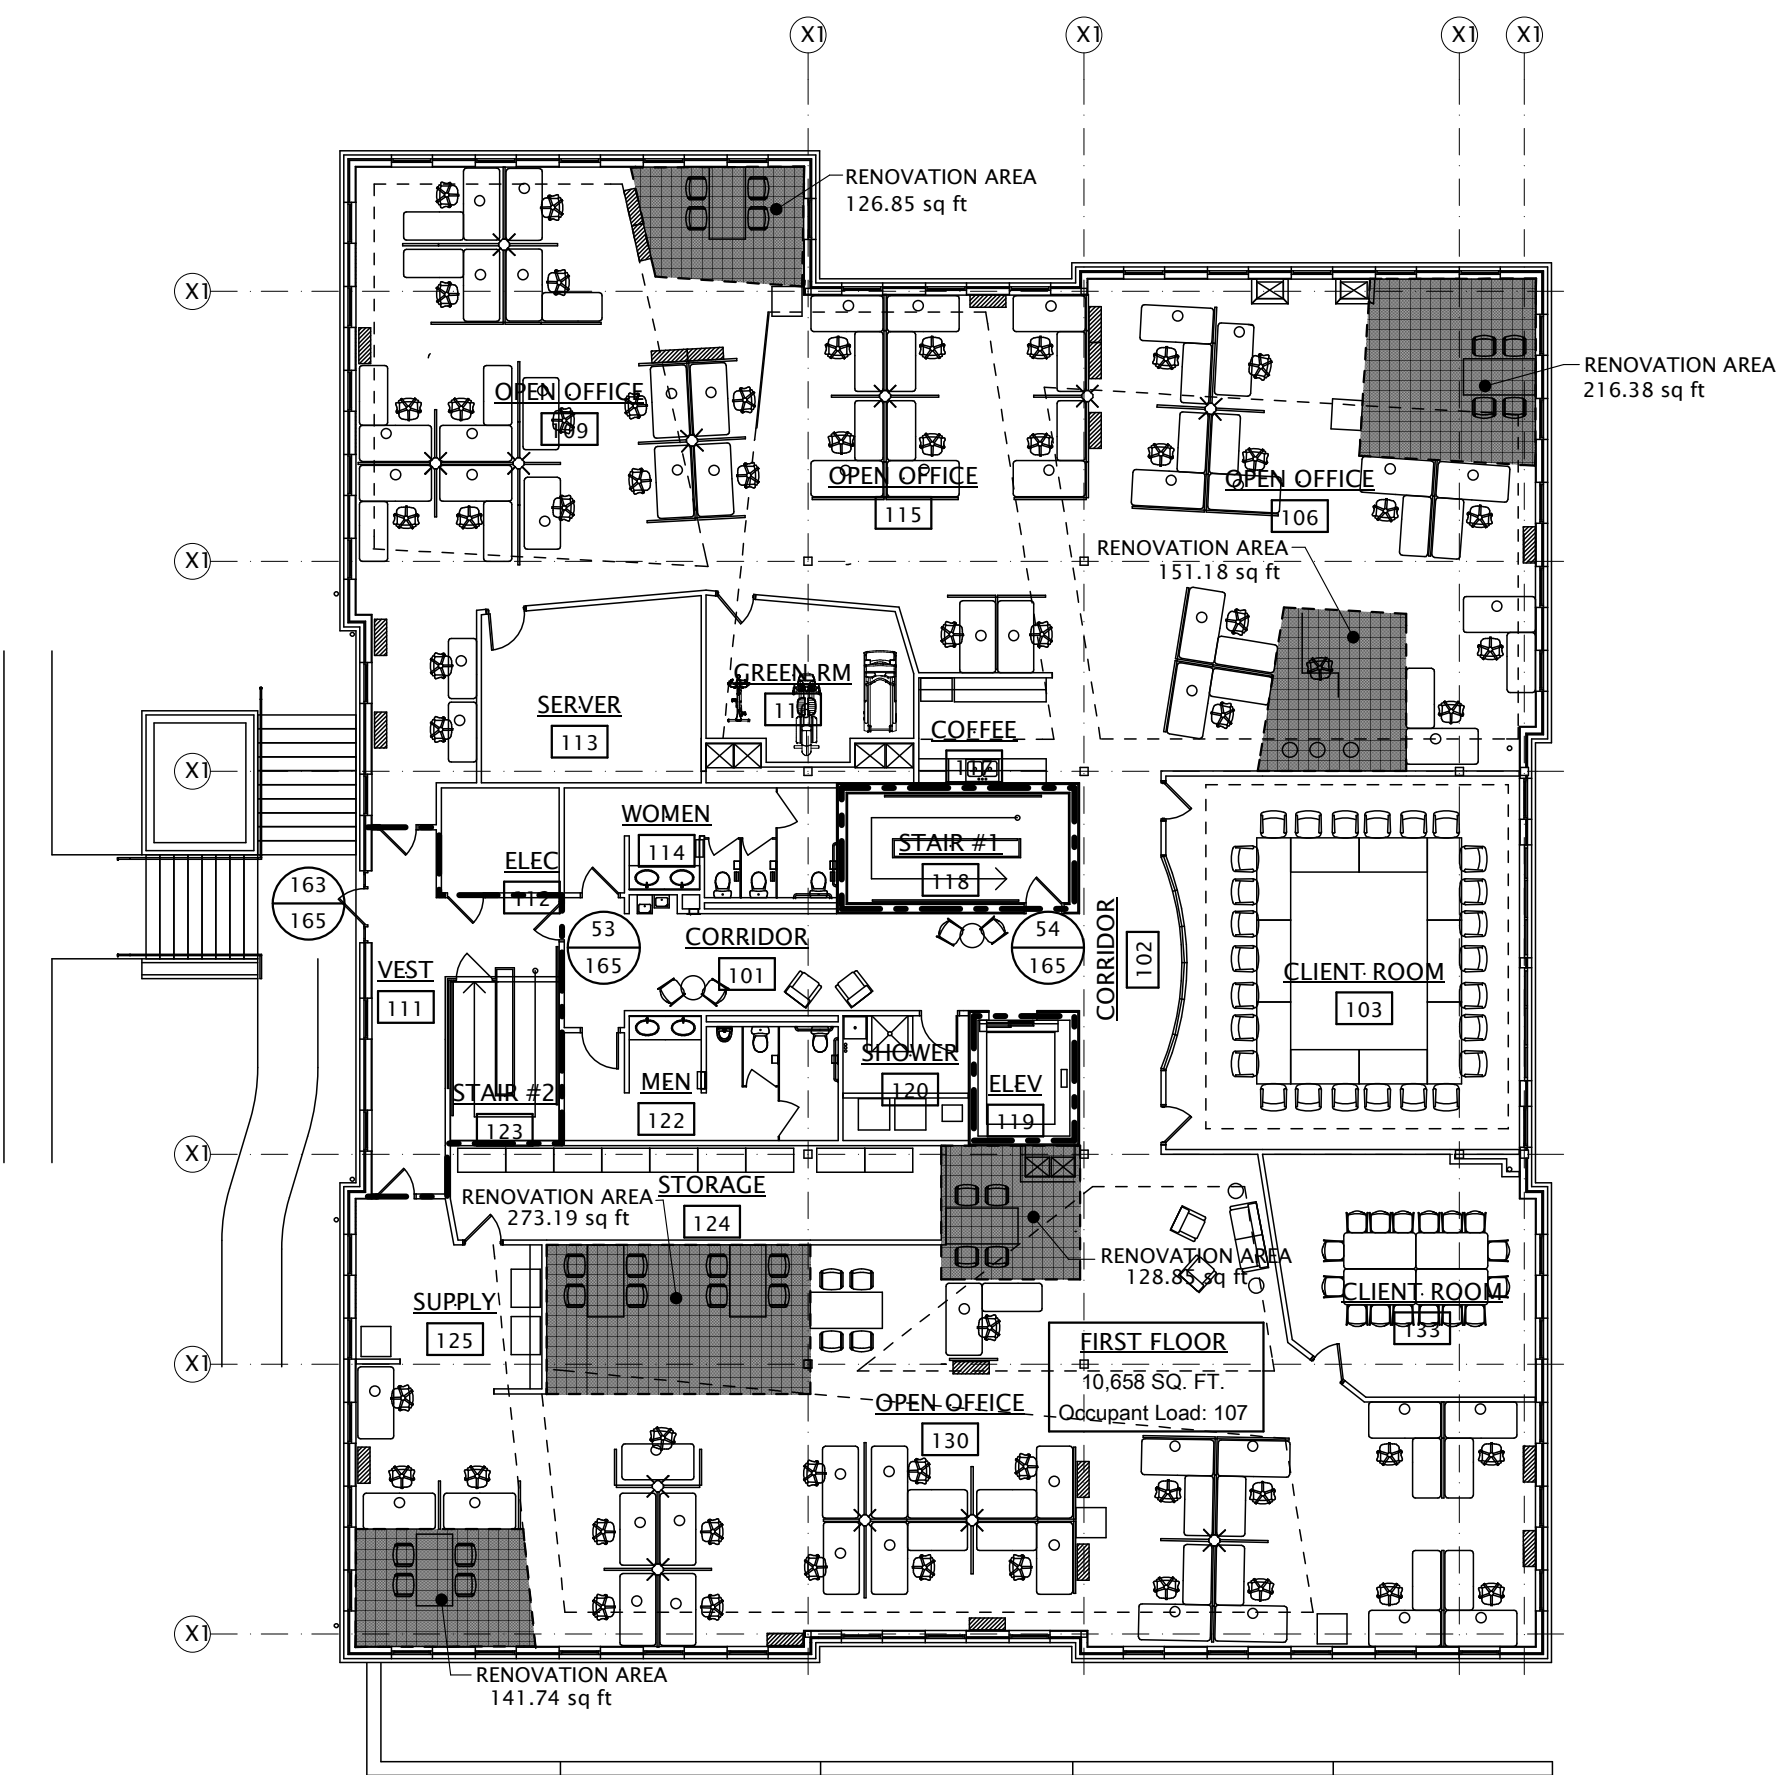 X1
X1
X1
X1
RENOVATION AREA
126.85 sq ft
X1
RENOVATION AREA
216.38 sq ft
OPEN OFFICE
109
OPEN OFFICE
115
OPEN OFFICE
106
X1
RENOVATION AREA
151.18 sq ft
GREEN RM
SERVER
113
COFFEE
117
X1
WOMEN
114
STAIR #1
118
ELEC
112
163
165
53
165
CORRIDOR
101
54
165
CORRIDOR
102
VEST
111
CLIENT ROOM
103
SHOWER
120
MEN
122
ELEV
119
STAIR #2
123
X1
STORAGE
124
RENOVATION AREA
273.19 sq ft
RENOVATION AREA
128.85 sq ft
SUPPLY
125
CLIENT ROOM
133
FIRST FLOOR
10,658 SQ. FT.
Occupant Load: 107
X1
OPEN OFFICE
130
X1
RENOVATION AREA
141.74 sq ft